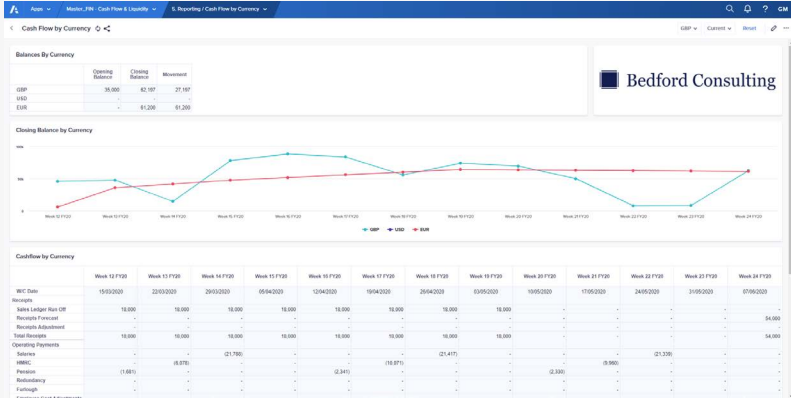 Apps Master_FIN - Cash Flow & Liquidity 5. Reporting / Cash Flow by Currency ? GM
Cash Flow by Currency GBP Current Reset
Balances By Currency
Opening Balance Closing Balance Movement
GBP 35,000 62,197 27,197
USD - - -
EUR - 61,200 61,200
Bedford Consulting
Closing Balance by Currency
100k
50k
0
Week 12 FY20 Week 13 FY20 Week 14 FY20 Week 15 FY20 Week 16 FY20 Week 17 FY20 Week 18 FY20 Week 19 FY20 Week 20 FY20 Week 21 FY20 Week 22 FY20 Week 23 FY20 Week 24 FY20
GBP USD EUR
Cashflow by Currency
Week 12 FY20 Week 13 FY20 Week 14 FY20 Week 15 FY20 Week 16 FY20 Week 17 FY20 Week 18 FY20 Week 19 FY20 Week 20 FY20 Week 21 FY20 Week 22 FY20 Week 23 FY20 Week 24 FY20
W/C Date 15/03/2020 22/03/2020 29/03/2020 05/04/2020 12/04/2020 19/04/2020 26/04/2020 03/05/2020 10/05/2020 17/05/2020 24/05/2020 31/05/2020 07/06/2020
Receipts
Sales Ledger Run Off 18,000 18,000 18,000 18,000 18,000 18,000 18,000 18,000 - - - - -
Receipts Forecast - - - - - - - - - - - - 54,000
Receipts Adjustment - - - - - - - - - - - - -
Total Receipts 18,000 18,000 18,000 18,000 18,000 18,000 18,000 18,000 - - - - 54,000
Operating Payments
Salaries - - (21,788) - - - (21,417) - - - (21,339) - -
HMRC - - - - - - - -
Pension (1,681) - - - (2,341) - - - (2,330) - - - -
Redundancy - - - - - - - - - - - - -
Furlough - - - - - - - - - - - - -